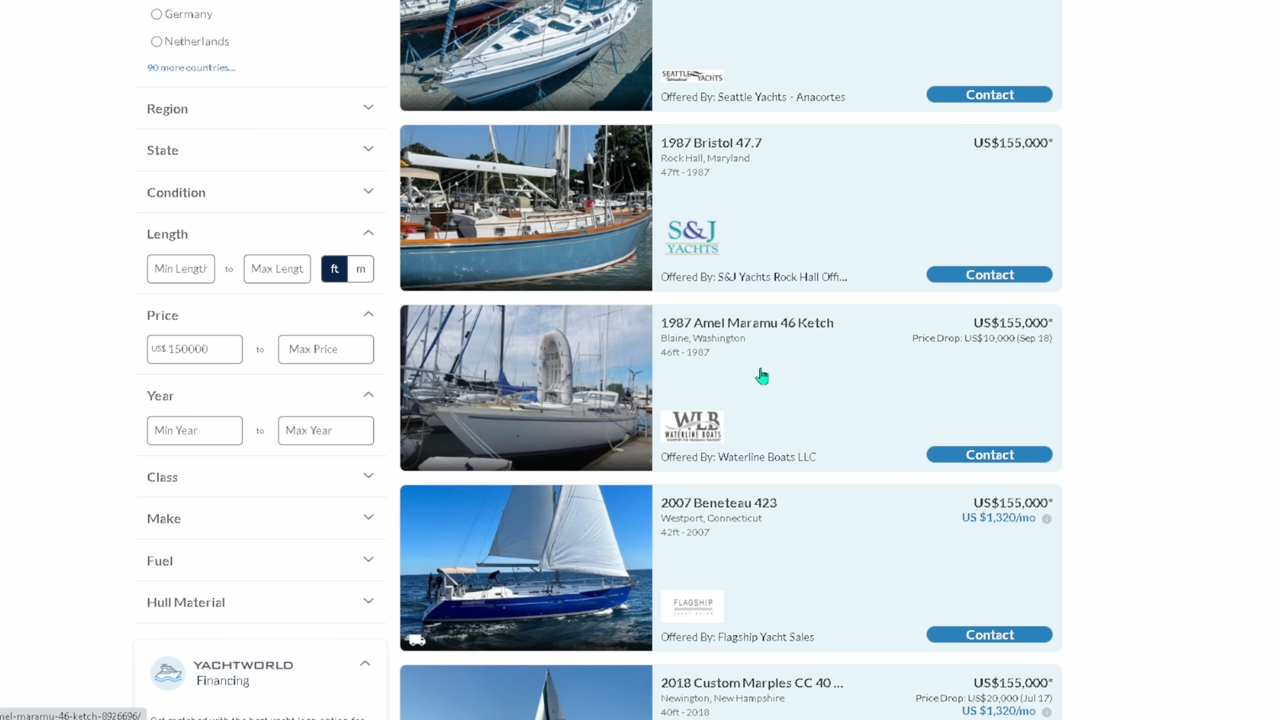 Germany
Netherlands
90 more countries...
Region
State
Condition
Length
Min Length to Max Lengt ft m
Price
US$ 150000 to Max Price
Year
Min Year to Max Year
Class
Make
Fuel
Hull Material
YACHTWORLD
Financing
SEATTLE YACHTS
Offered By: Seattle Yachts - Anacortes
Contact
1987 Bristol 47.7
US$155,000*
Rock Hall, Maryland
47ft - 1987
S&J
YACHTS
Offered By: S&J Yachts Rock Hall Offi...
Contact
1987 Amel Maramu 46 Ketch
US$155,000*
Blaine, Washington
Price Drop: US$10,000 (Sep 18)
46ft - 1987
WLB
WATERLINE BOATS
Offered By: Waterline Boats LLC
Contact
2007 Beneteau 423
US$155,000*
Westport, Connecticut
US $1,320/mo
42ft - 2007
FLAGSHIP
Offered By: Flagship Yacht Sales
Contact
2018 Custom Marples CC 40 ...
US$155,000*
Newington, New Hampshire
Price Drop: US$20,000 (Jul 17)
40ft - 2018
US $1,320/mo
nel-maramu-46-ketch-8926696/